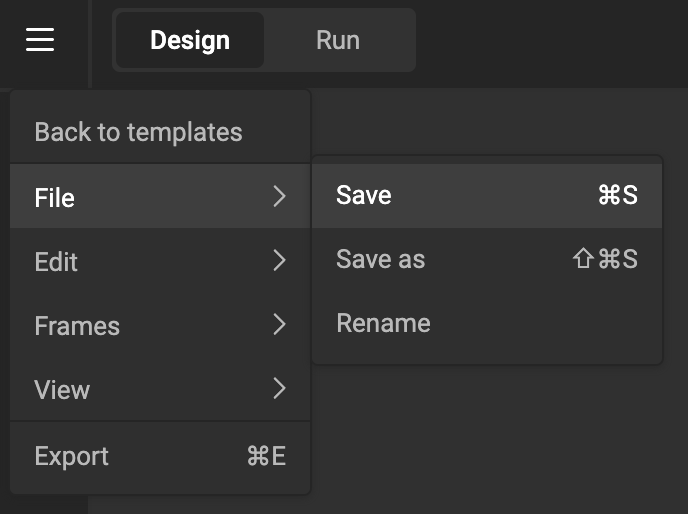 Design Run
Back to templates
File
Save ⌘S
Edit
Save as ⇧⌘S
Frames
Rename
View
Export ⌘E